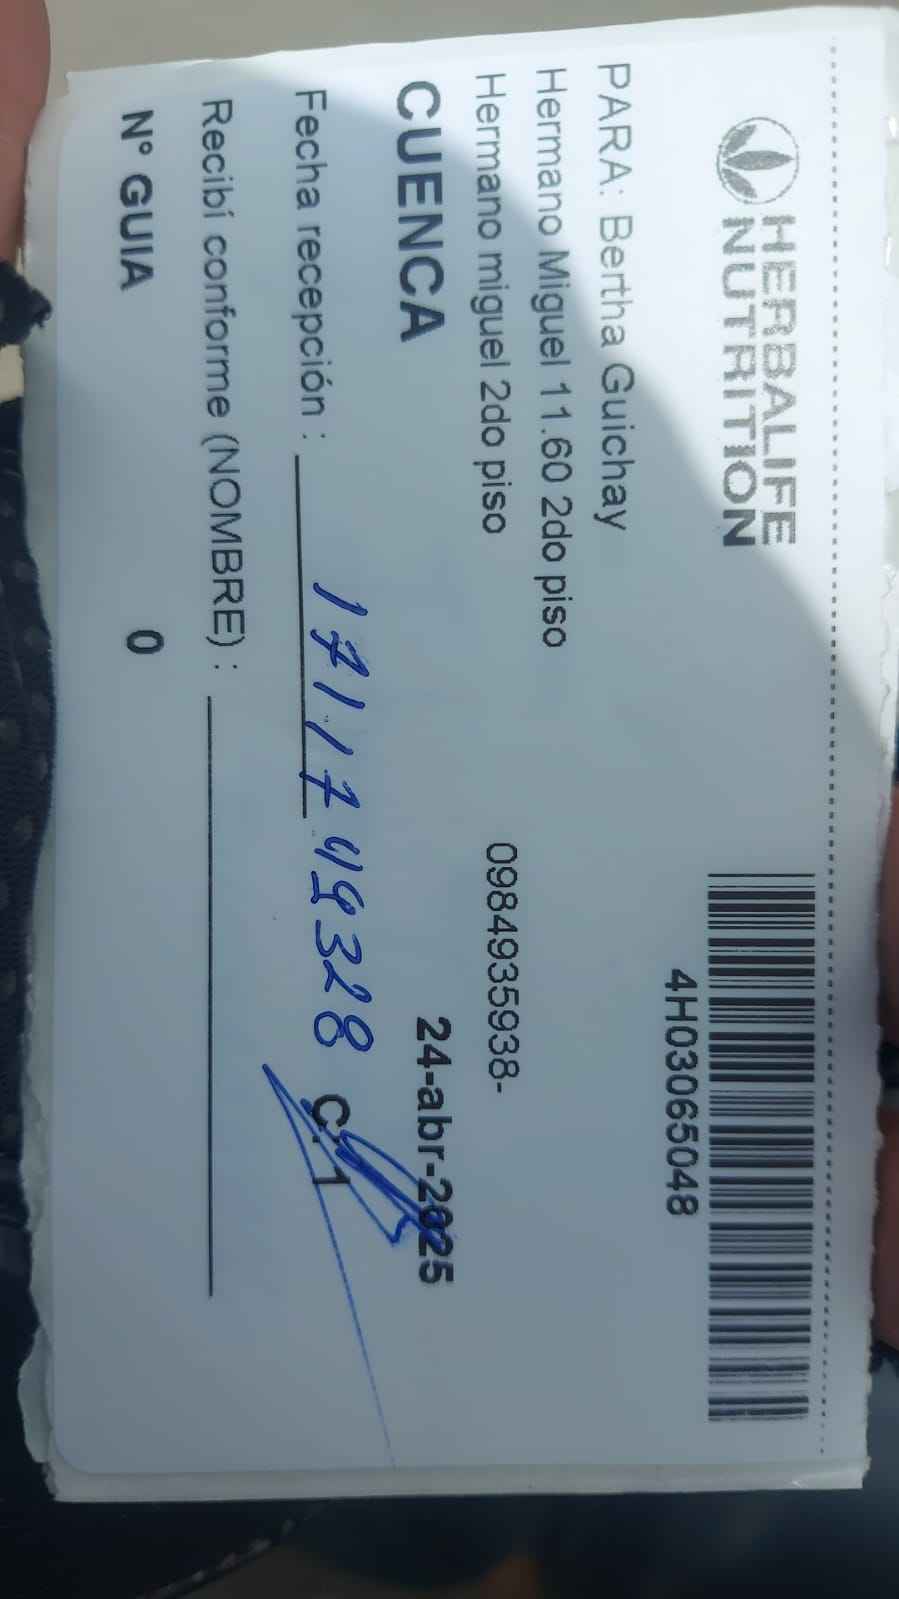 HERBALIFE
NUTRITION
4H03065048
PARA: Bertha Guichay
Hermano Miguel 11.60 2do piso
Hermano miguel 2do piso
0984935938-
CUENCA
24-abr-2025
Fecha recepción :
1711749328
C. 1
Recibí conforme (NOMBRE) :
N° GUIA 0